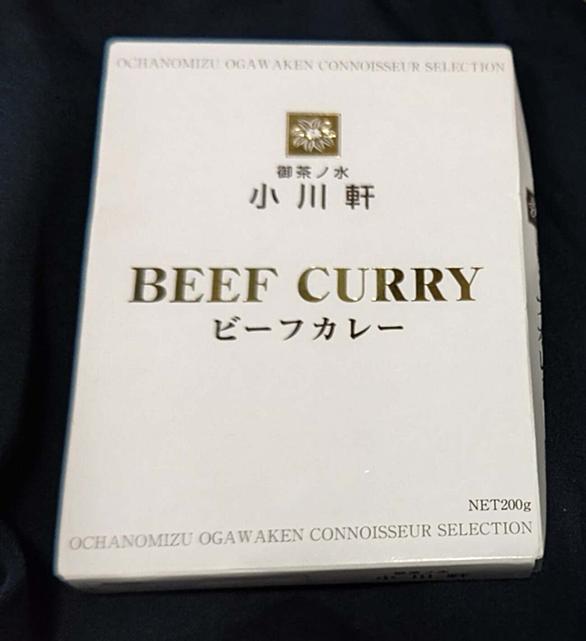 OCHANOMIZU OGAWAKEN CONNOISSEUR SELECTION
御茶ノ水
小川軒
BEEF CURRY
ビーフカレー
NET200g
OCHANOMIZU OGAWAKEN CONNOISSEUR SELECTION